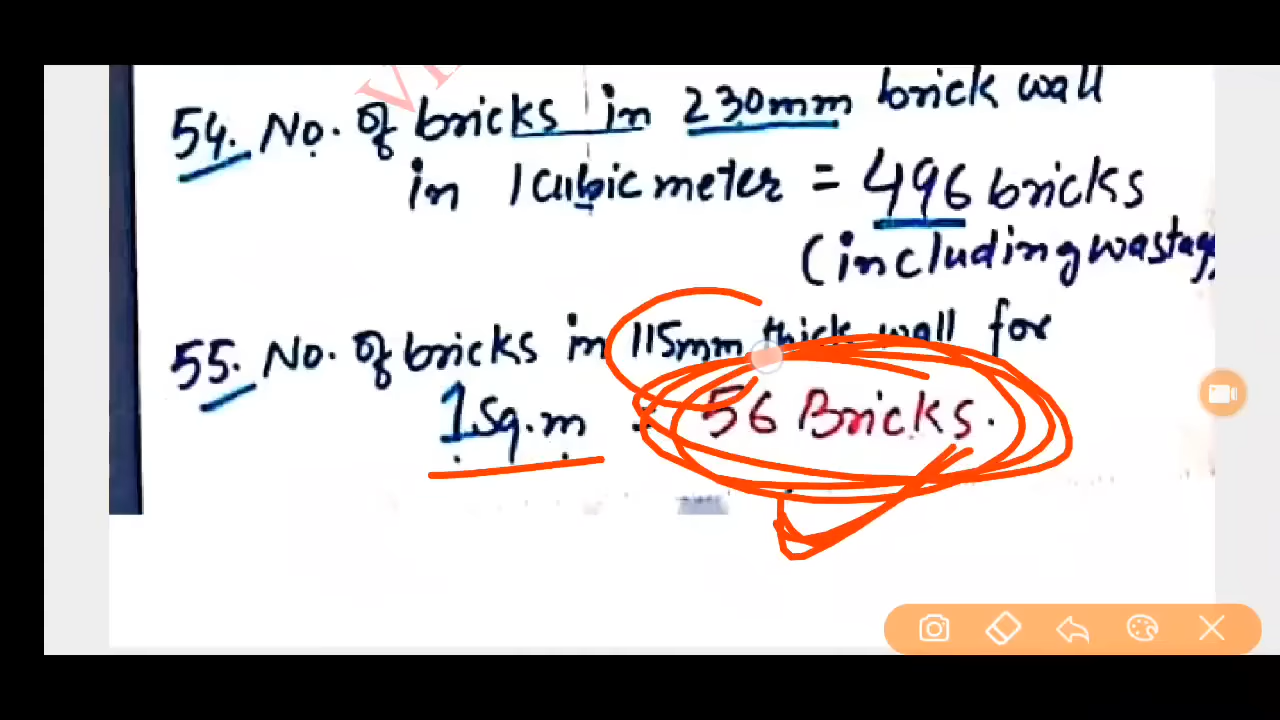 54. No. of bricks in 230mm brick wall
in 1 cubic meter = 496 bricks
(including wastage)
55. No. of bricks in 115mm thick wall for
1 Sq.m = 56 Bricks.